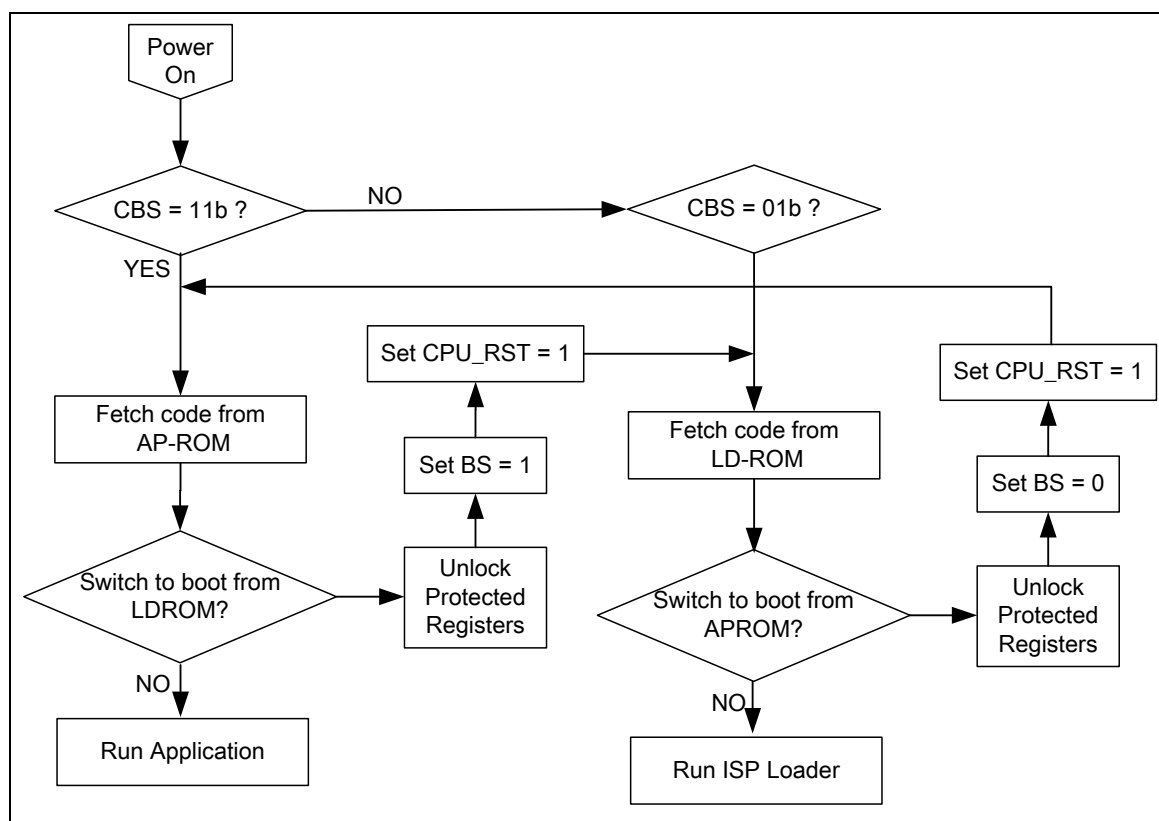 Power
On
CBS = 11b ?
NO
CBS = 01b ?
YES
Set CPU_RST = 1
Set CPU_RST = 1
Fetch code from
AP-ROM
Fetch code from
LD-ROM
Set BS = 1
Set BS = 0
Switch to boot from
LDROM?
Unlock
Protected
Registers
Switch to boot from
APROM?
Unlock
Protected
Registers
NO
NO
Run Application
Run ISP Loader